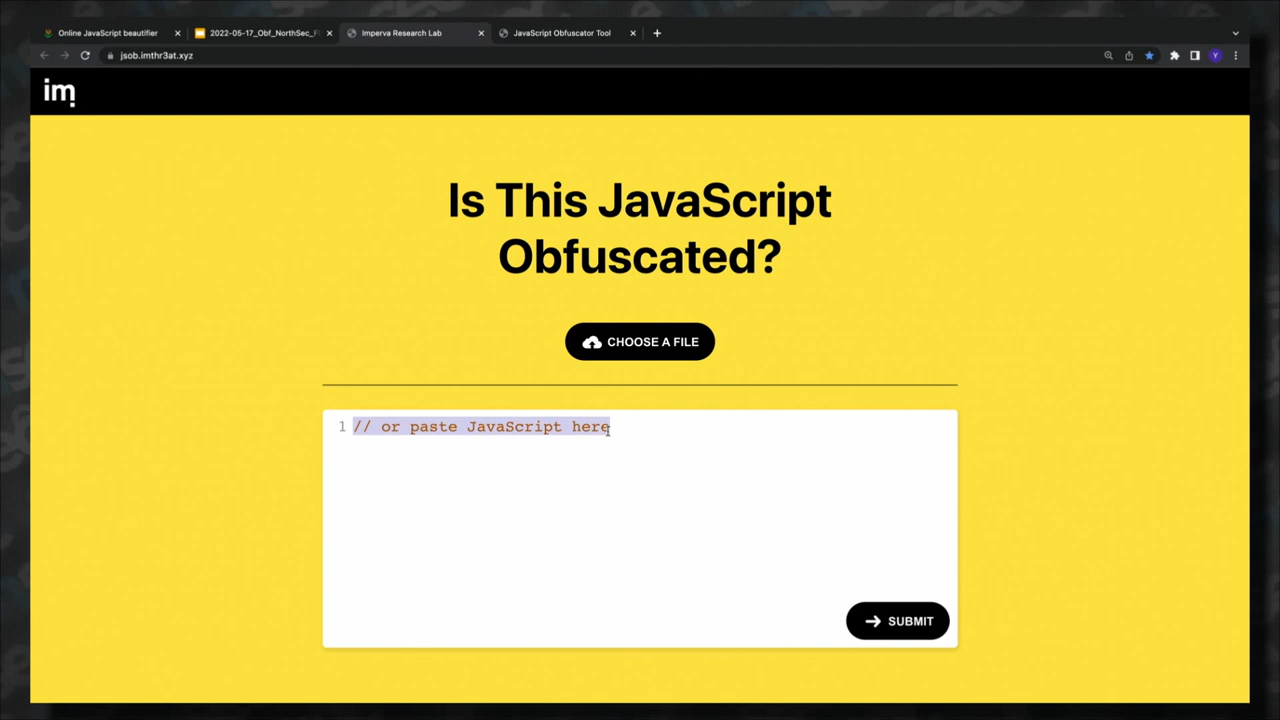 Online JavaScript beautifier
2022-05-17_Obf_NorthSec_F
Imperva Research Lab
JavaScript Obfuscator Tool
jsob.imthr3at.xyz
Y
im
Is This JavaScript
Obfuscated?
CHOOSE A FILE
1 // or paste JavaScript here
SUBMIT